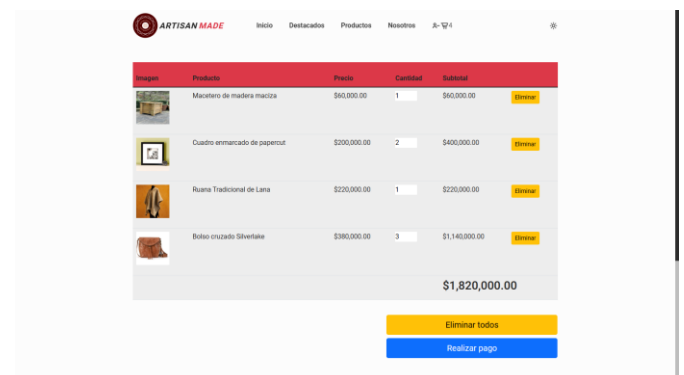 ARTISAN MADE Inicio Destacados Productos Nosotros 4
Imagen Producto Precio Cantidad Subtotal
Macetero de madera maciza $60,000.00 1 $60,000.00 Eliminar
Cuadro enmarcado de papercut $200,000.00 2 $400,000.00 Eliminar
Ruana Tradicional de Lana $220,000.00 1 $220,000.00 Eliminar
Bolso cruzado Silverlake $380,000.00 3 $1,140,000.00 Eliminar
$1,820,000.00
Eliminar todos
Realizar pago